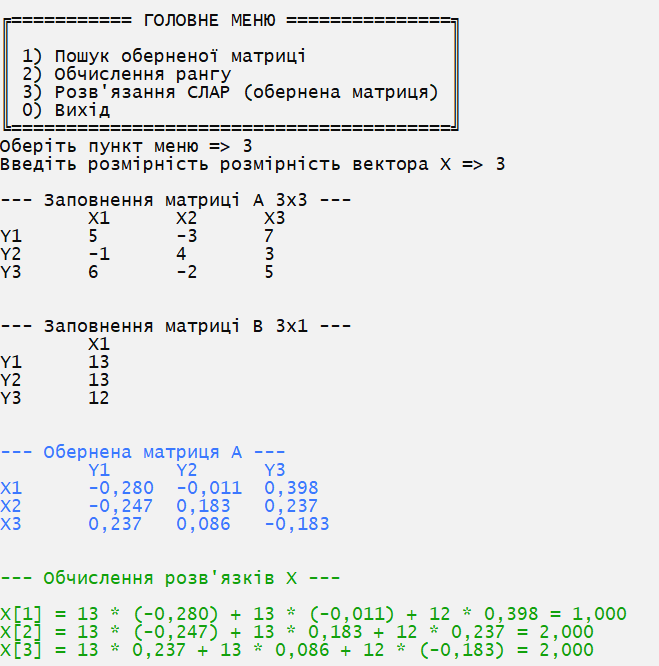 ╔=========== ГОЛОВНЕ МЕНЮ ===============╗
1) Пошук оберненої матриці
2) Обчислення рангу
3) Розв'язання СЛАР (обернена матриця)
0) Вихід
╚========================================╝
Оберіть пункт меню => 3
Введіть розмірність розмірність вектора X => 3
--- Заповнення матриці A 3x3 ---
X1 X2 X3
Y1 5 -3 7
Y2 -1 4 3
Y3 6 -2 5
--- Заповнення матриці B 3x1 ---
X1
Y1 13
Y2 13
Y3 12
--- Обернена матриця A ---
Y1 Y2 Y3
X1 -0,280 -0,011 0,398
X2 -0,247 0,183 0,237
X3 0,237 0,086 -0,183
--- Обчислення розв'язків X ---
X[1] = 13 * (-0,280) + 13 * (-0,011) + 12 * 0,398 = 1,000
X[2] = 13 * (-0,247) + 13 * 0,183 + 12 * 0,237 = 2,000
X[3] = 13 * 0,237 + 13 * 0,086 + 12 * (-0,183) = 2,000